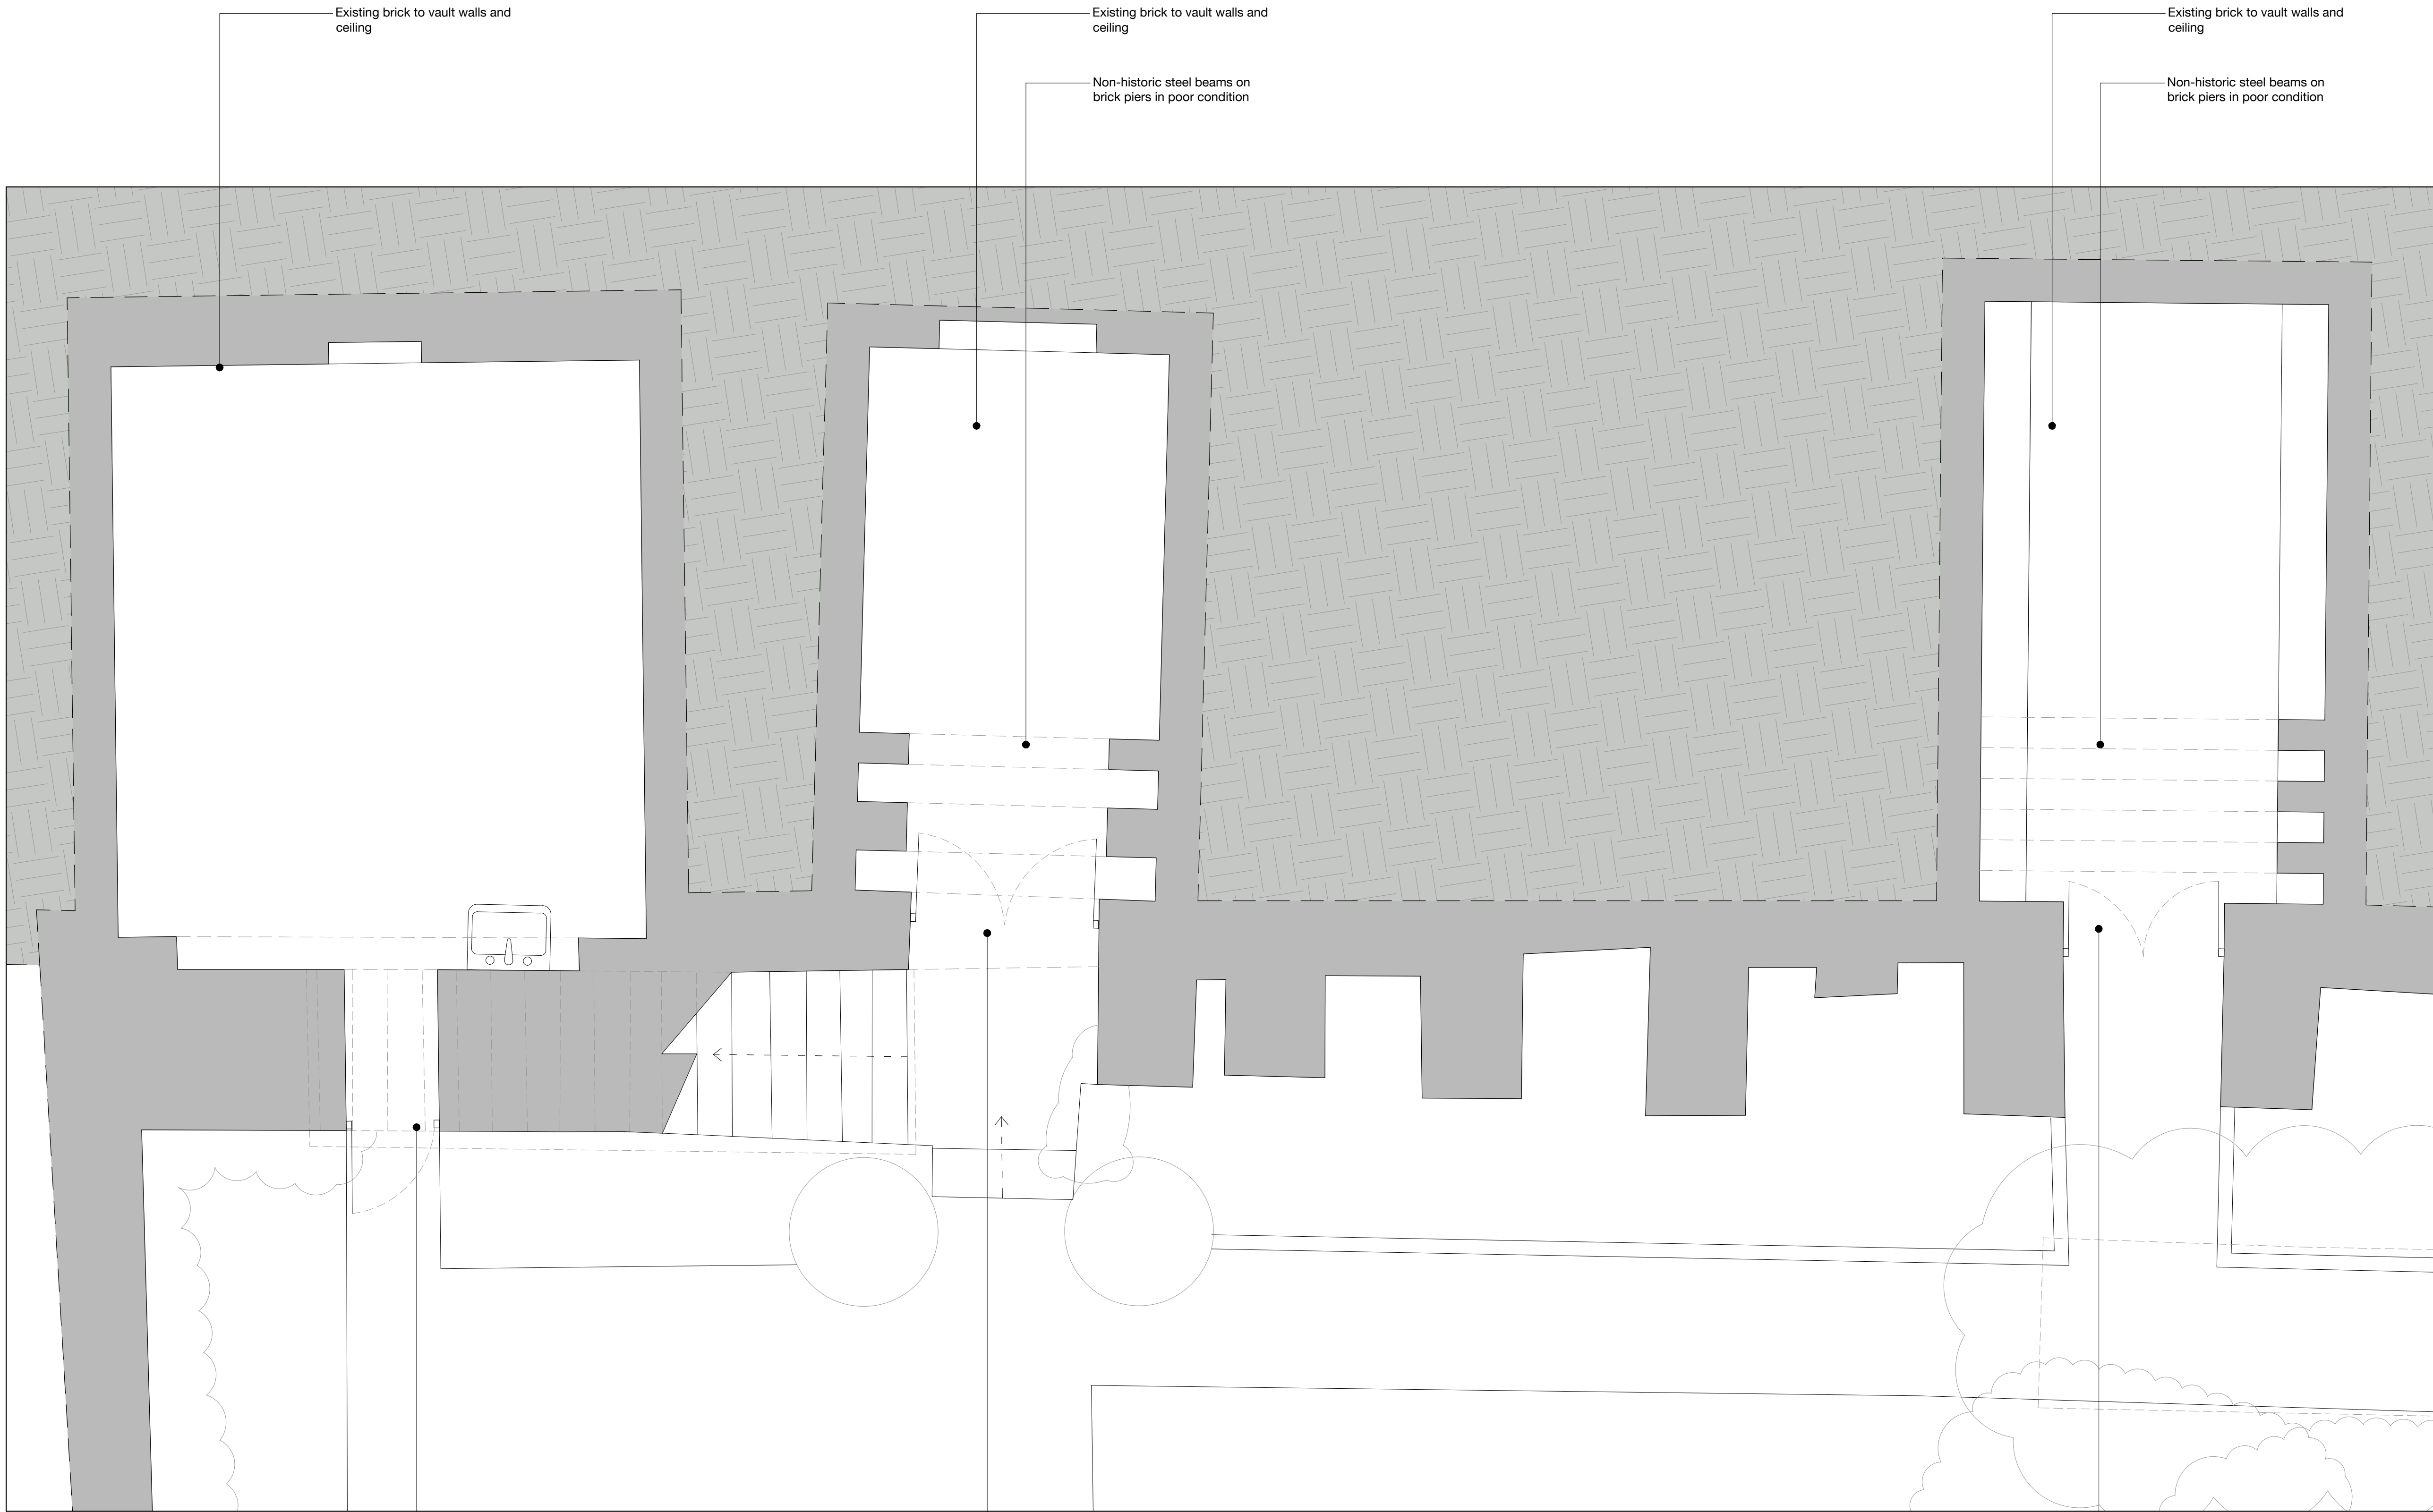 Existing brick to vault walls and
ceiling
Existing brick to vault walls and
ceiling
Existing brick to vault walls and
ceiling
Non-historic steel beams on
brick piers in poor condition
Non-historic steel beams on
brick piers in poor condition